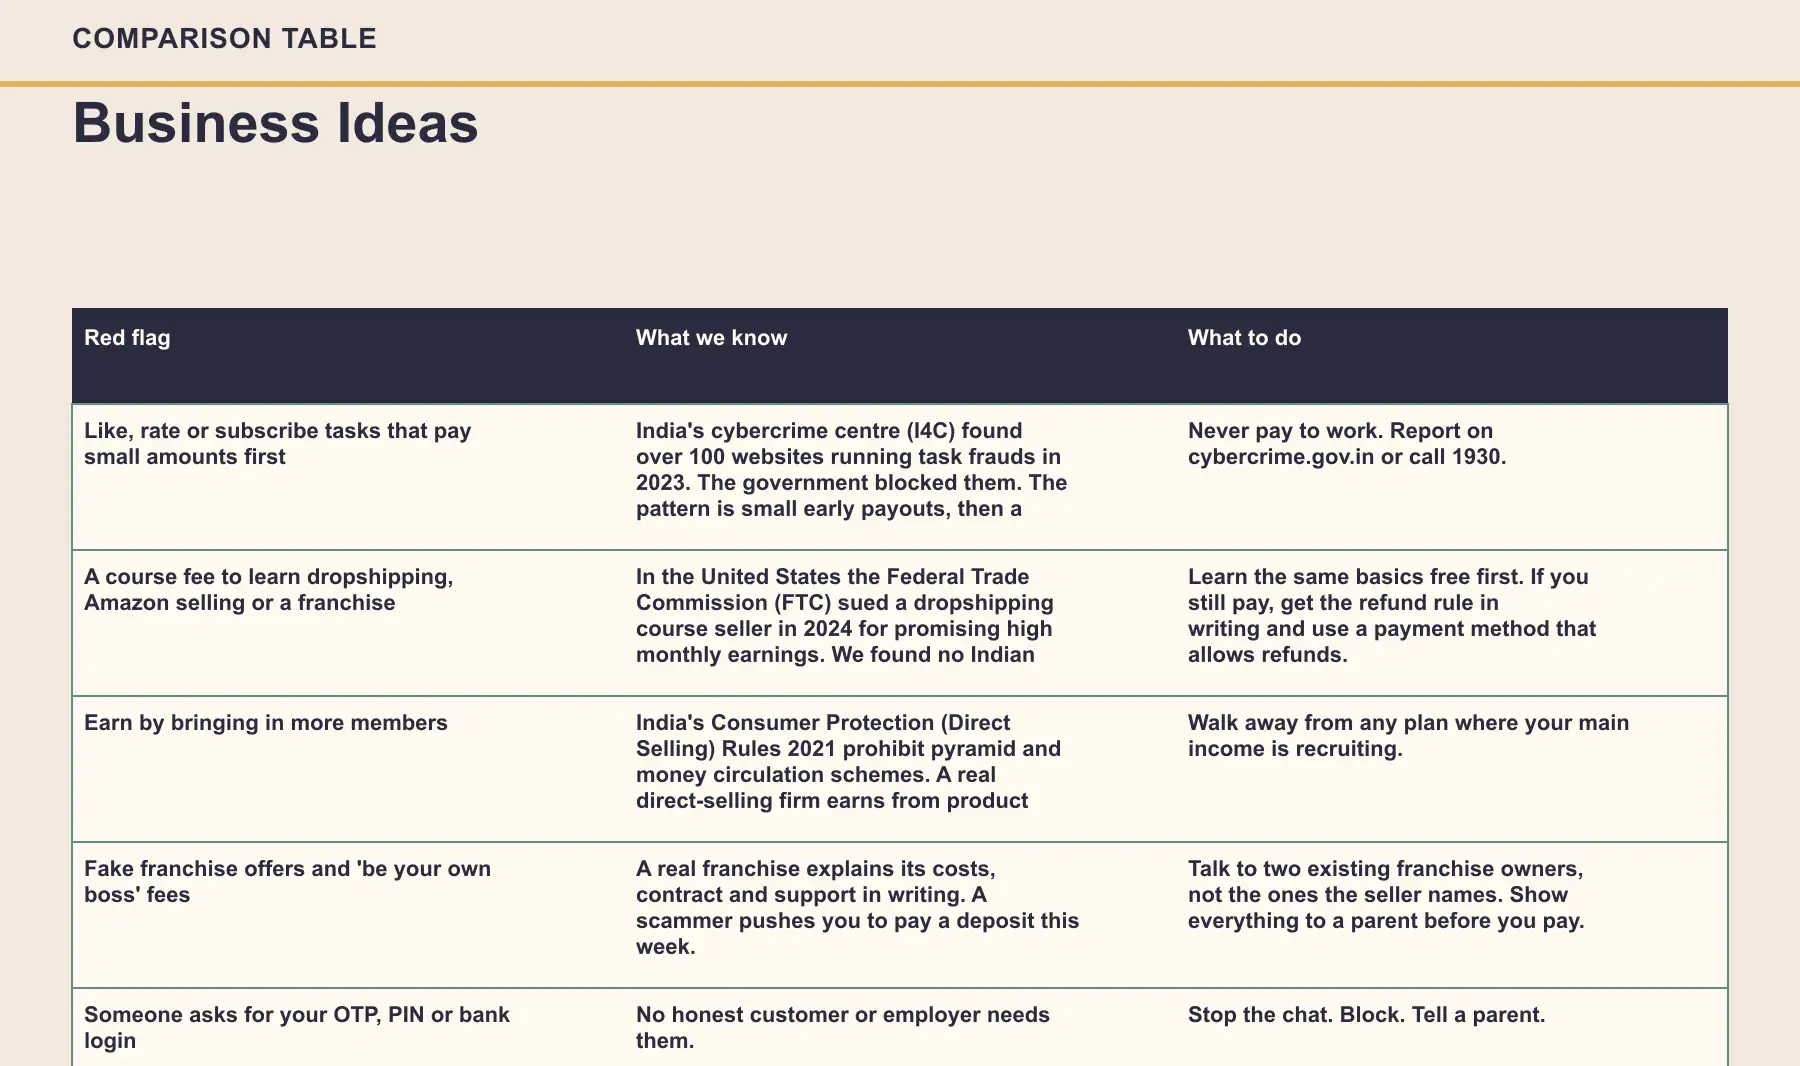 COMPARISON TABLE
Business Ideas
Red flag
What we know
What to do
Like, rate or subscribe tasks that pay
small amounts first
India's cybercrime centre (I4C) found
over 100 websites running task frauds in
2023. The government blocked them. The
pattern is small early payouts, then a
Never pay to work. Report on
cybercrime.gov.in or call 1930.
A course fee to learn dropshipping,
Amazon selling or a franchise
In the United States the Federal Trade
Commission (FTC) sued a dropshipping
course seller in 2024 for promising high
monthly earnings. We found no Indian
Learn the same basics free first. If you
still pay, get the refund rule in
writing and use a payment method that
allows refunds.
Earn by bringing in more members
India's Consumer Protection (Direct
Selling) Rules 2021 prohibit pyramid and
money circulation schemes. A real
direct-selling firm earns from product
Walk away from any plan where your main
income is recruiting.
Fake franchise offers and 'be your own
boss' fees
A real franchise explains its costs,
contract and support in writing. A
scammer pushes you to pay a deposit this
week.
Talk to two existing franchise owners,
not the ones the seller names. Show
everything to a parent before you pay.
Someone asks for your OTP, PIN or bank
login
No honest customer or employer needs
them.
Stop the chat. Block. Tell a parent.